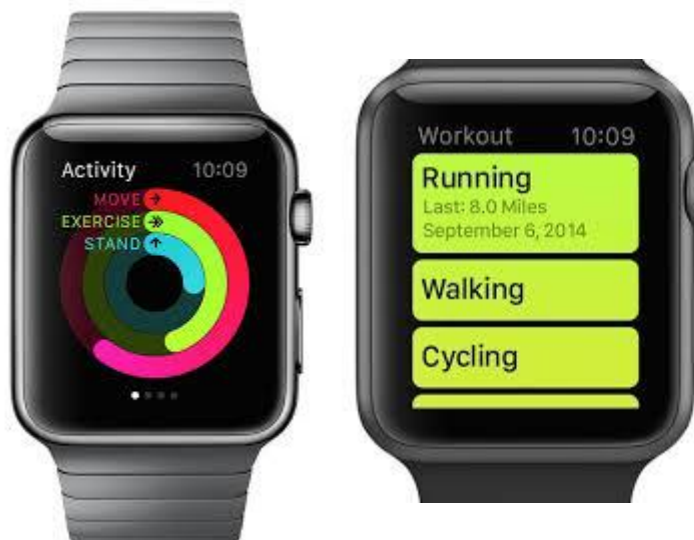 Activity 10:09
MOVE
EXERCISE
STAND
Workout 10:09
Running
Last: 8.0 Miles
September 6, 2014
Walking
Cycling